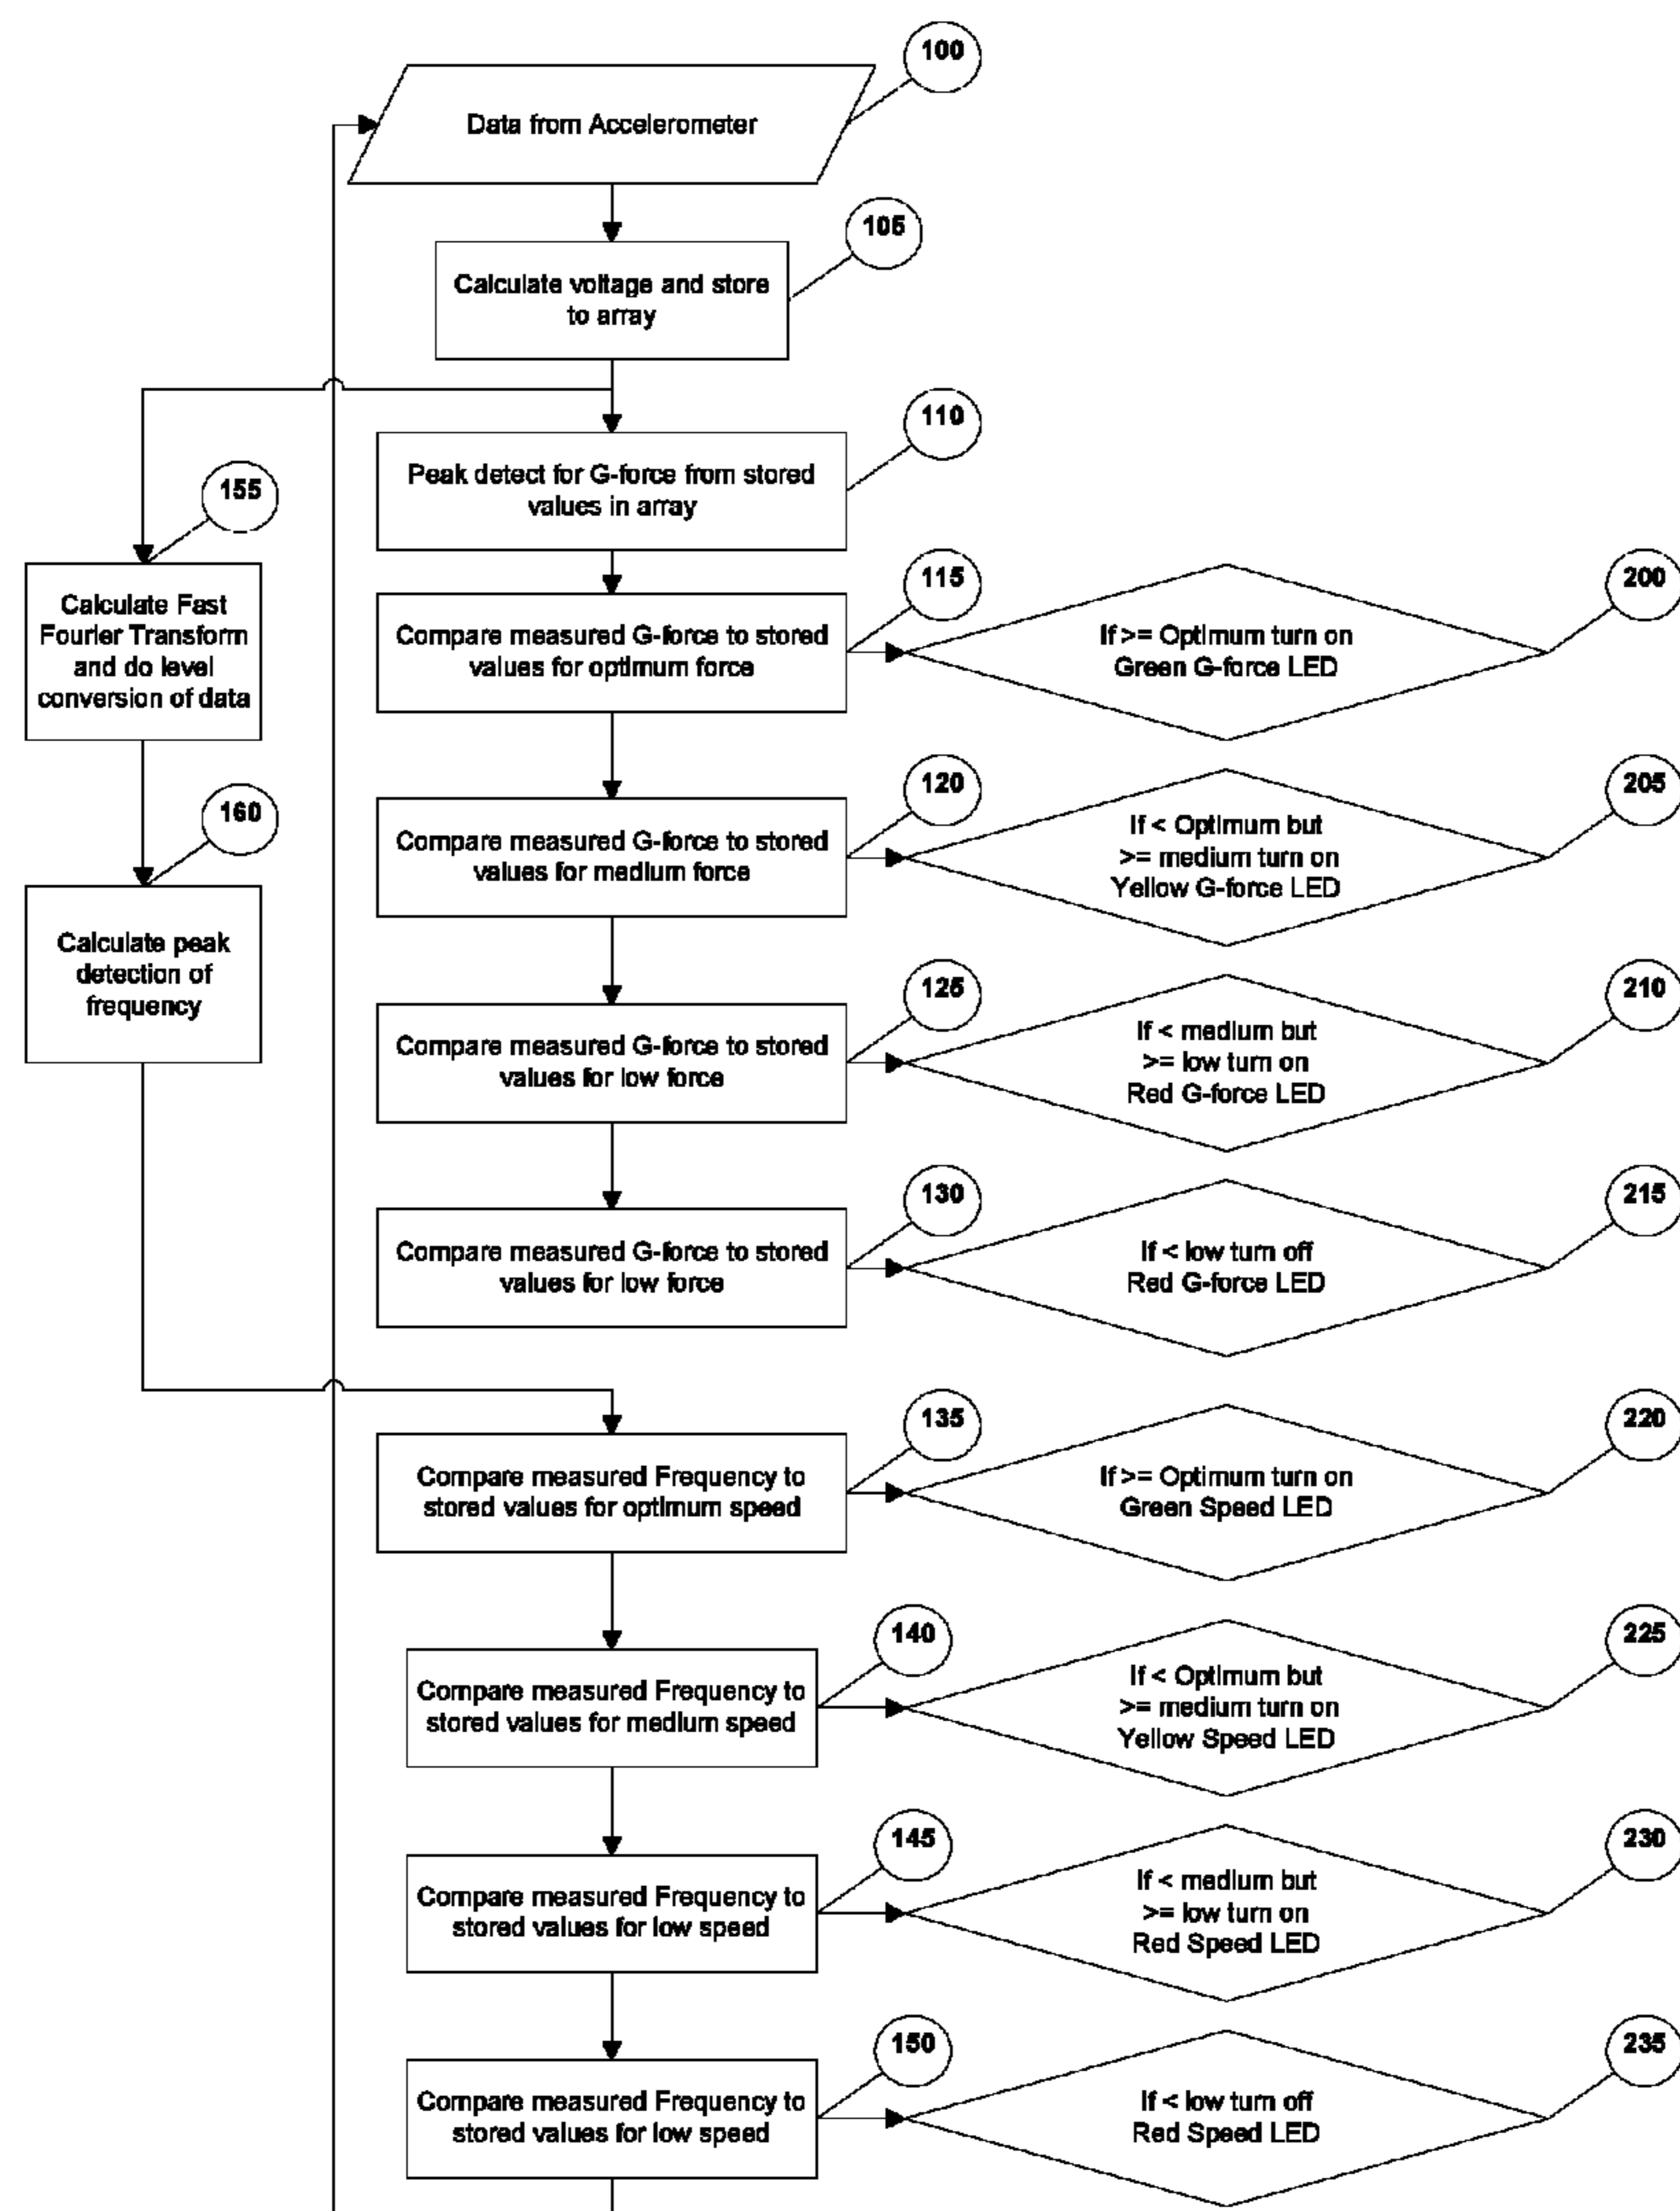 100
Data from Accelerometer
105
Calculate voltage and store
to array
110
Peak detect for G-force from stored
values in array
155
Calculate Fast
Fourier Transform
and do level
conversion of data
115
Compare measured G-force to stored
values for optimum force
200
If >= Optimum turn on
Green G-force LED
160
Calculate peak
detection of
frequency
120
Compare measured G-force to stored
values for medium force
205
If < Optimum but
>= medium turn on
Yellow G-force LED
125
Compare measured G-force to stored
values for low force
210
If < medium but
>= low turn on
Red G-force LED
130
Compare measured G-force to stored
values for low force
215
If < low turn off
Red G-force LED
135
Compare measured Frequency to
stored values for optimum speed
220
If >= Optimum turn on
Green Speed LED
140
Compare measured Frequency to
stored values for medium speed
225
If < Optimum but
>= medium turn on
Yellow Speed LED
145
Compare measured Frequency to
stored values for low speed
230
If < medium but
>= low turn on
Red Speed LED
150
Compare measured Frequency to
stored values for low speed
235
If < low turn off
Red Speed LED